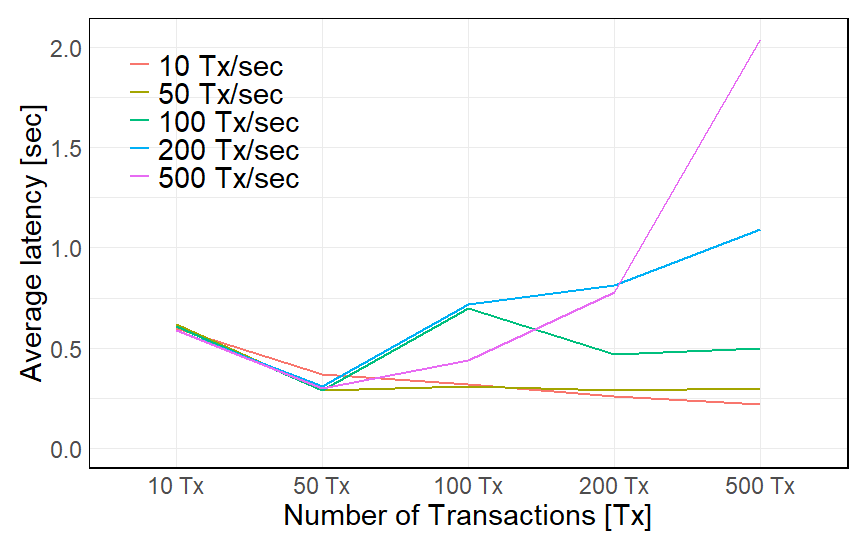 2.0
1.5
1.0
0.5
0.0
Average latency [sec]
10 Tx/sec
50 Tx/sec
100 Tx/sec
200 Tx/sec
500 Tx/sec
10 Tx 50 Tx 100 Tx 200 Tx 500 Tx
Number of Transactions [Tx]